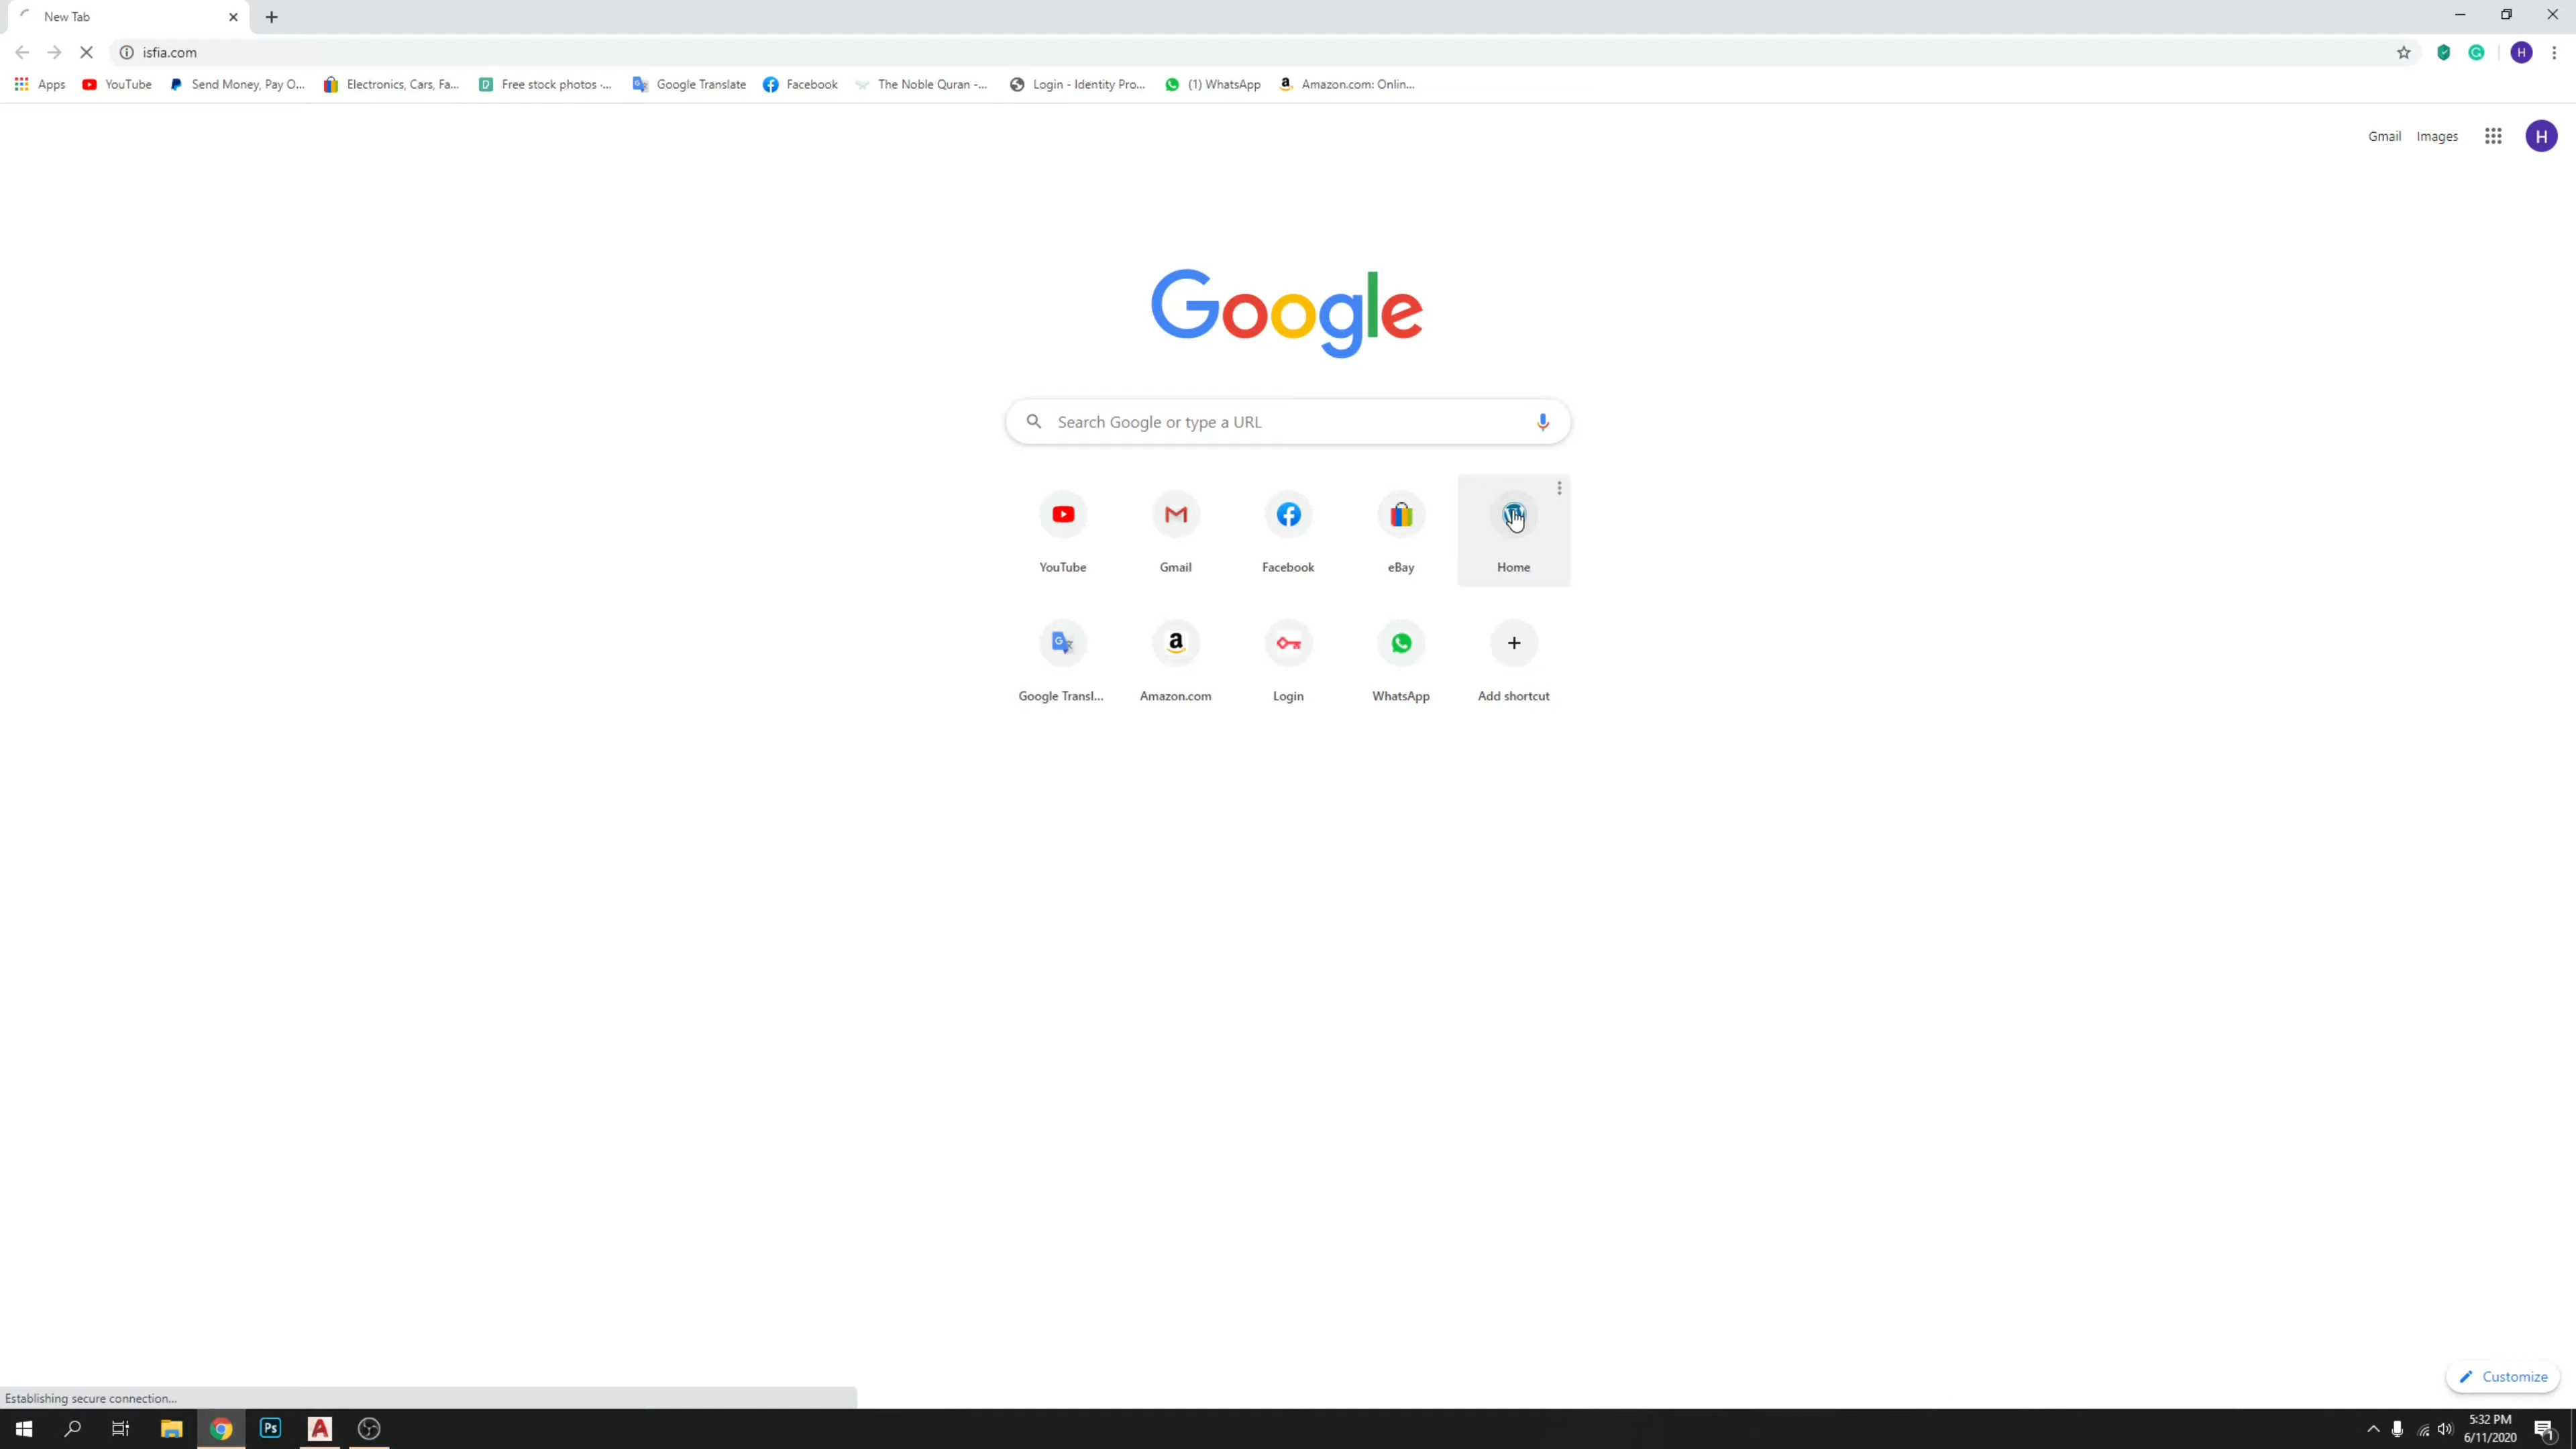 New Tab
isfia.com
Apps YouTube Send Money, Pay O... Electronics, Cars, Fa... Free stock photos -... Google Translate Facebook The Noble Quran -... Login - Identity Pro... (1) WhatsApp Amazon.com: Onlin...
Gmail Images H
Google
Search Google or type a URL
YouTube Gmail Facebook eBay Home
Google Transl... Amazon.com Login WhatsApp Add shortcut
Customize
Establishing secure connection...
5:32 PM
6/11/2020